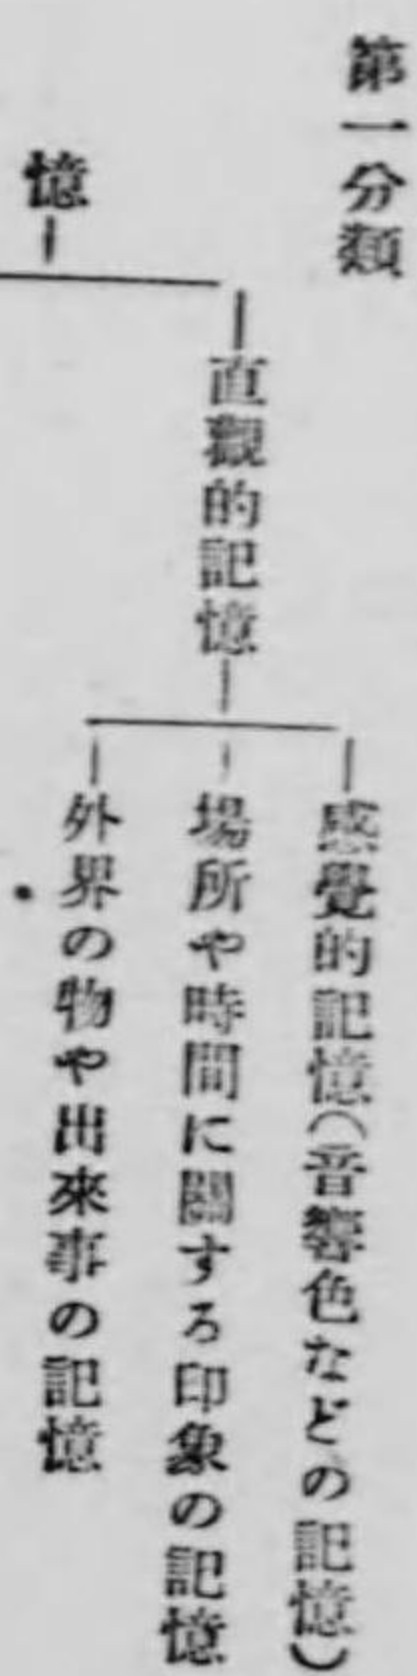 第一分類
直觀的記憶
感覺的記憶(音響色などの記憶)
場所や時間に關する印象の記憶
外界の物や出來事の記憶
憶